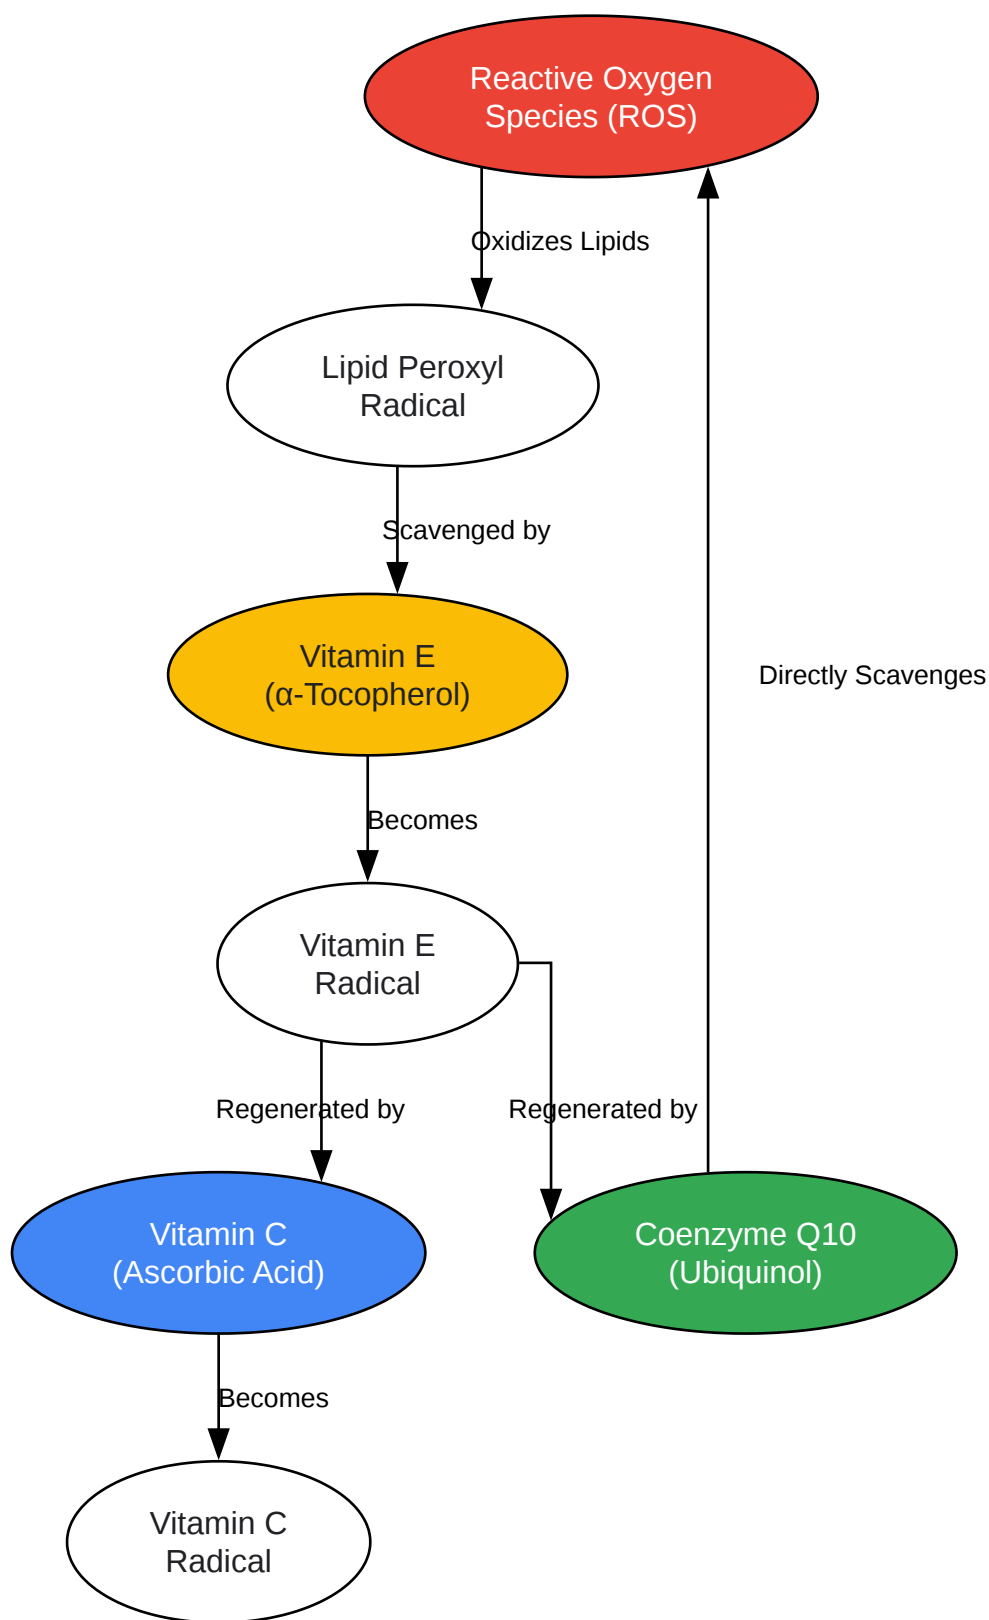 Reactive Oxygen
Species (ROS)
Oxidizes Lipids
Lipid Peroxyl
Radical
Scavenged by
Vitamin E
(α-Tocopherol)
Directly Scavenges
Becomes
Vitamin E
Radical
Regenerated by
Regenerated by
Vitamin C
(Ascorbic Acid)
Coenzyme Q10
(Ubiquinol)
Becomes
Vitamin C
Radical